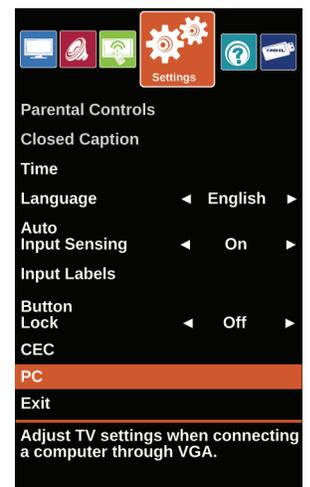 Settings
Parental Controls
Closed Caption
Time
Language ◄ English ►
Auto
Input Sensing ◄ On ►
Input Labels
Button
Lock ◄ Off ►
CEC
PC
Exit
Adjust TV settings when connecting
a computer through VGA.